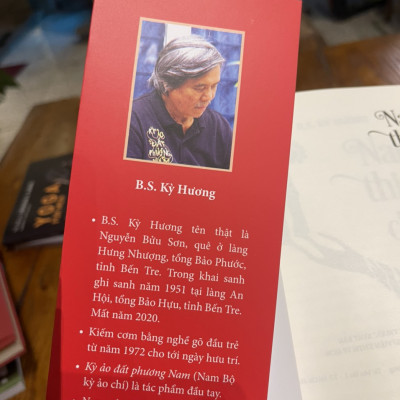 B.S. Kỳ Hương
• B.S. Kỳ Hương tên thật là
Nguyễn Bửu Sơn, quê ở làng
Hưng Nhượng, tổng Bảo Phước,
tỉnh Bến Tre. Trong khai sanh
ghi sanh năm 1951 tại làng An
Hội, tổng Bảo Hựu, tỉnh Bến Tre.
Mất năm 2020.
• Kiếm cơm bằng nghề gõ đầu trẻ
từ năm 1972 cho tới ngày hưu trí.
• Kỳ ảo đất phương Nam (Nam Bộ
kỳ ảo chí) là tác phẩm đầu tay.